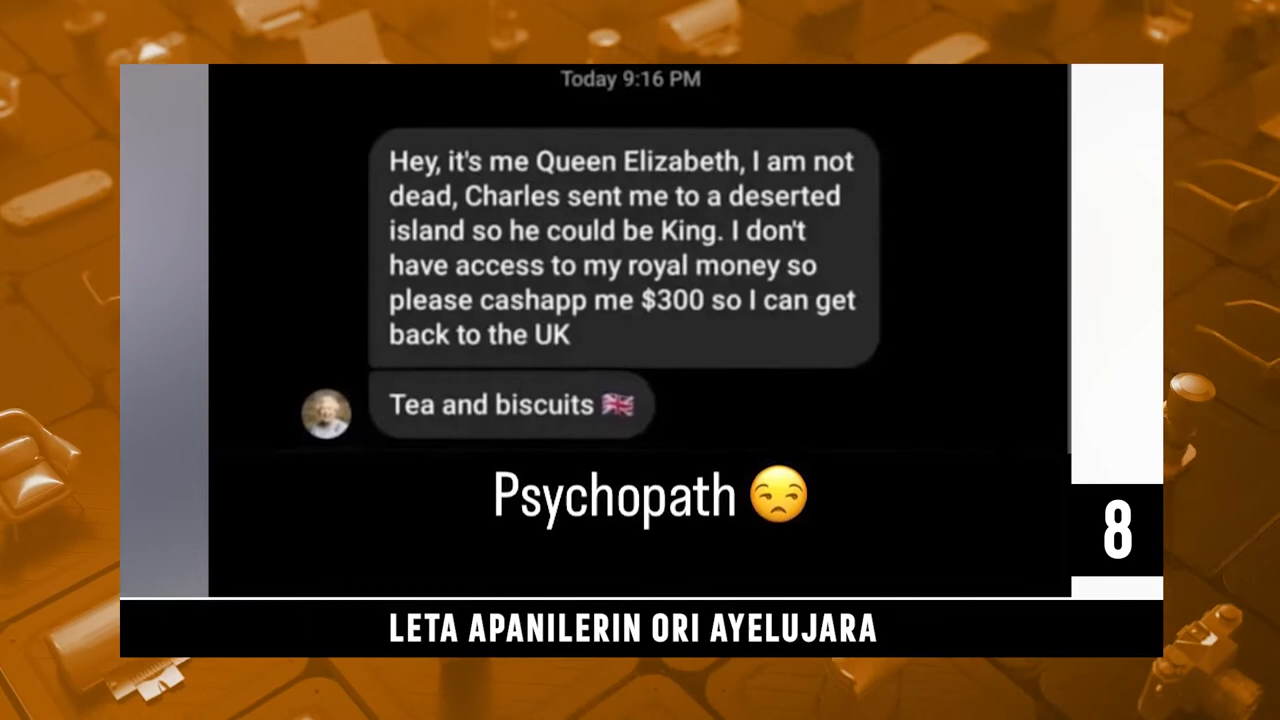 Today 9:16 PM
Hey, it's me Queen Elizabeth, I am not
dead, Charles sent me to a deserted
island so he could be King. I don't
have access to my royal money so
please cashapp me $300 so I can get
back to the UK
Tea and biscuits 🇬🇧
Psychopath 😒
8
LETA APANILERIN ORI AYELUJARA